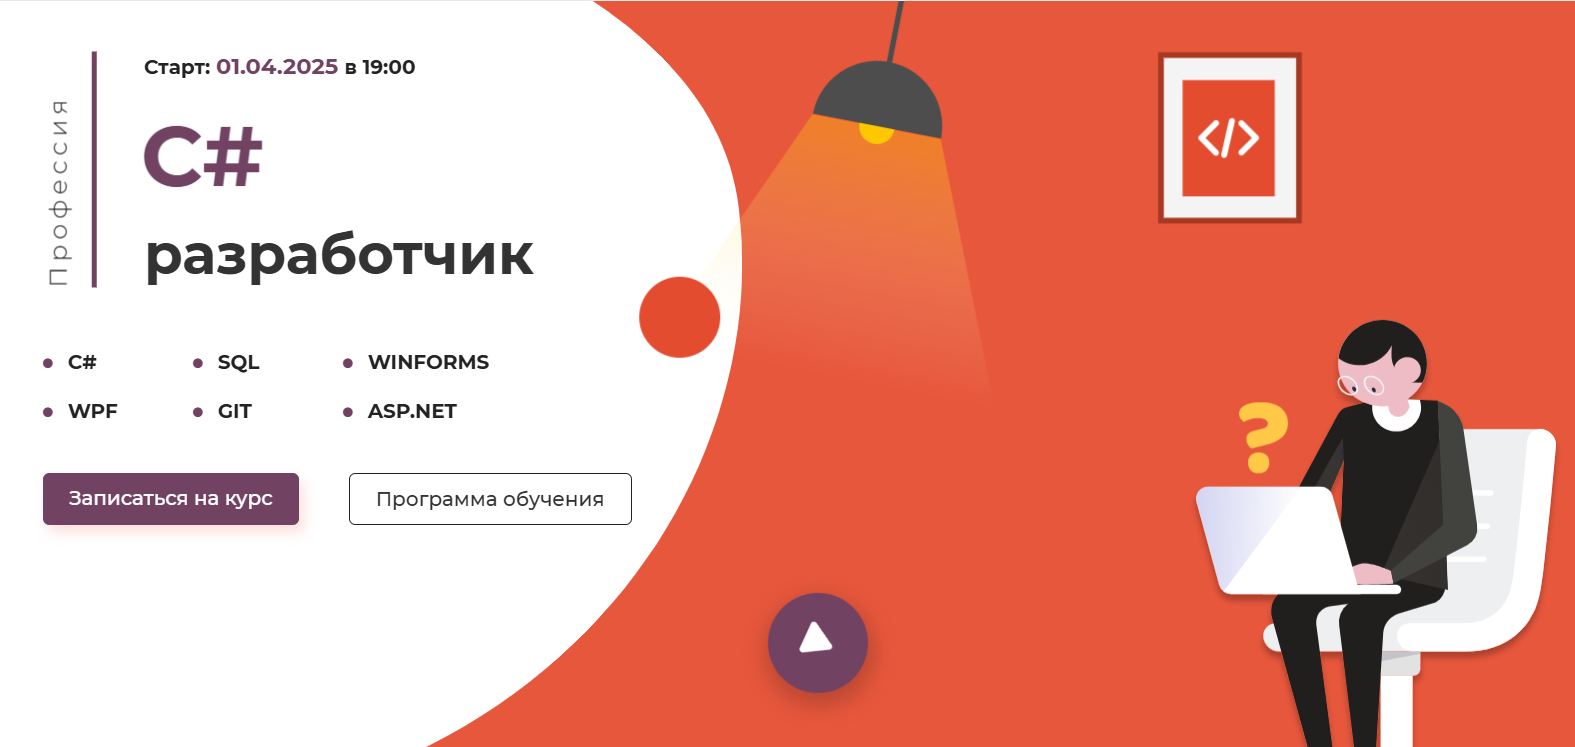 Профессия
Старт: 01.04.2025 в 19:00
C#
разработчик
C#
SQL
WINFORMS
WPF
GIT
ASP.NET
Записаться на курс
Программа обучения
</>
?